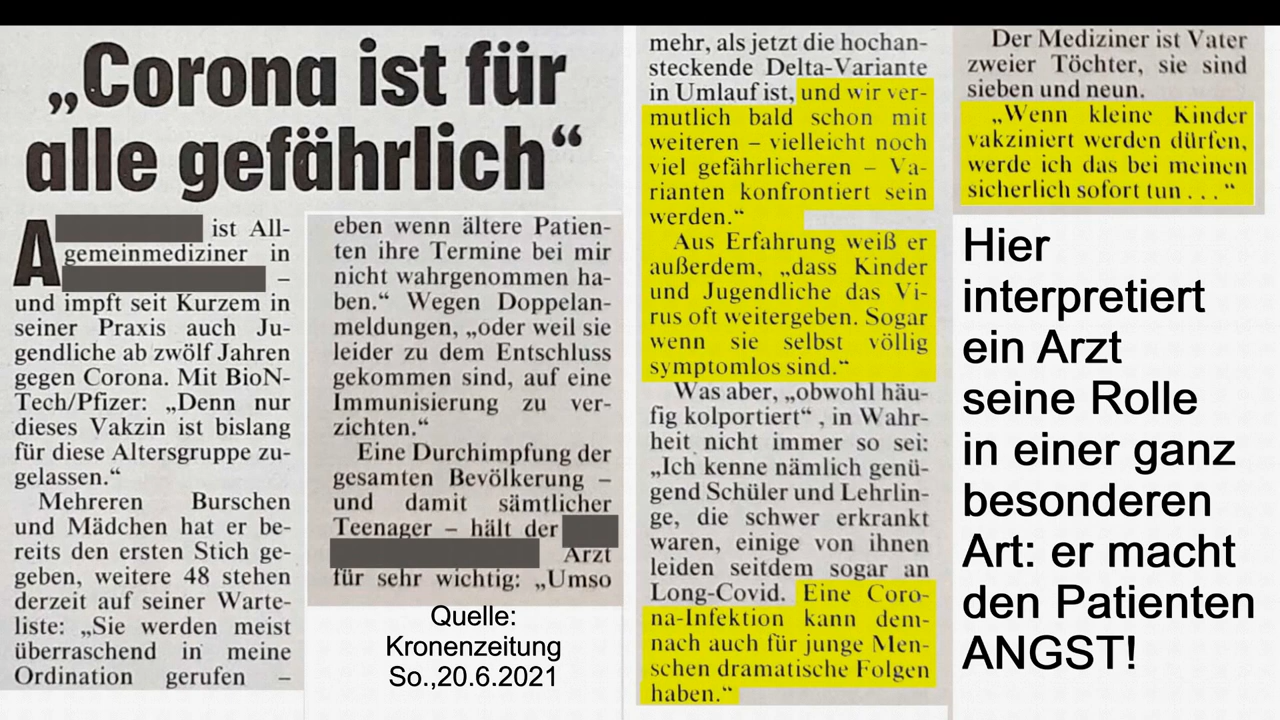 „Corona ist für
alle gefährlich“
A ist All-
gemeinmediziner in
–
und impft seit Kurzem in
seiner Praxis auch Ju-
gendliche ab zwölf Jahren
gegen Corona. Mit BioN-
Tech/Pfizer: „Denn nur
dieses Vakzin ist bislang
für diese Altersgruppe zu-
gelassen.“
Mehreren Burschen
und Mädchen hat er be-
reits den ersten Stich ge-
geben, weitere 48 stehen
derzeit auf seiner Warte-
liste: „Sie werden meist
überraschend in meine
Ordination gerufen –
eben wenn ältere Patien-
ten ihre Termine bei mir
nicht wahrgenommen ha-
ben.“ Wegen Doppelan-
meldungen, „oder weil sie
leider zu dem Entschluss
gekommen sind, auf eine
Immunisierung zu ver-
zichten.“
Eine Durchimpfung der
gesamten Bevölkerung –
und damit sämtlicher
Teenager – hält der
Arzt
für sehr wichtig: „Umso
Quelle:
Kronenzeitung
So.,20.6.2021
mehr, als jetzt die hochan-
steckende Delta-Variante
in Umlauf ist, und wir ver-
mutlich bald schon mit
weiteren – vielleicht noch
viel gefährlicheren – Va-
rianten konfrontiert sein
werden.“
Aus Erfahrung weiß er
außerdem, „dass Kinder
und Jugendliche das Vi-
rus oft weitergeben. Sogar
wenn sie selbst völlig
symptomlos sind.“
Was aber, „obwohl häu-
fig kolportiert“ , in Wahr-
heit nicht immer so sei:
„Ich kenne nämlich genü-
gend Schüler und Lehrlin-
ge, die schwer erkrankt
waren, einige von ihnen
leiden seitdem sogar an
Long-Covid. Eine Coro-
na-Infektion kann dem-
nach auch für junge Men-
schen dramatische Folgen
haben.“
Der Mediziner ist Vater
zweier Töchter, sie sind
sieben und neun.
„Wenn kleine Kinder
vakziniert werden dürfen,
werde ich das bei meinen
sicherlich sofort tun . . .“
Hier
interpretiert
ein Arzt
seine Rolle
in einer ganz
besonderen
Art: er macht
den Patienten
ANGST!